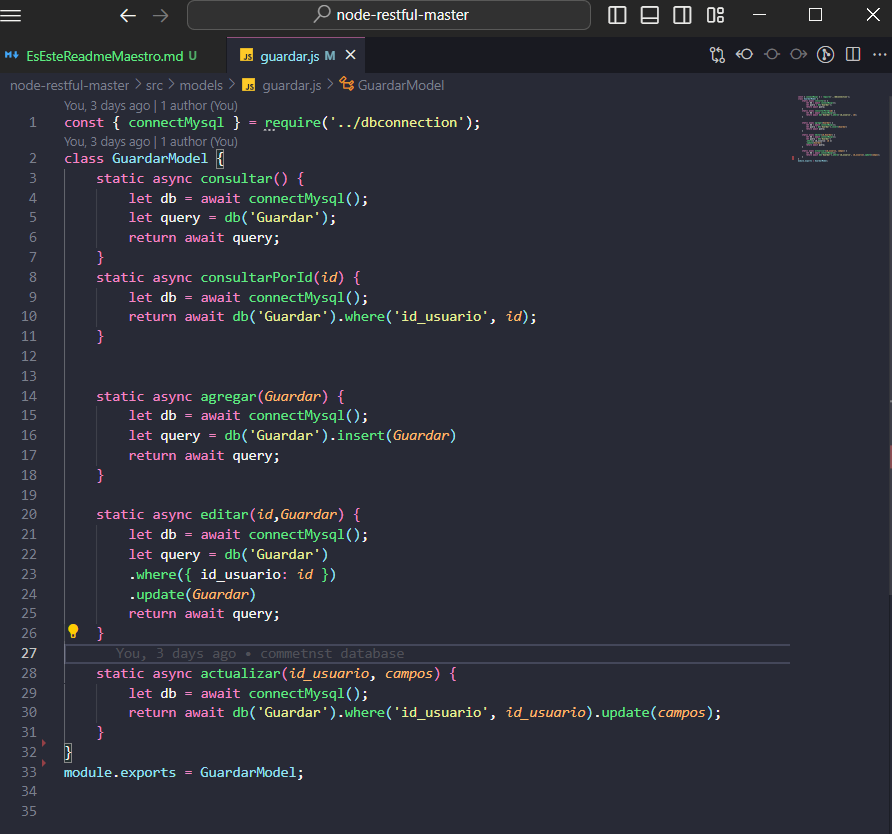 node-restful-master
EsEsteReadmeMaestro.md U
JS guardar.js M
node-restful-master > src > models > JS guardar.js > GuardarModel
You, 3 days ago | 1 author (You)
1 const { connectMysql } = require('../dbconnection');
You, 3 days ago | 1 author (You)
2 class GuardarModel {
3 static async consultar() {
4 let db = await connectMysql();
5 let query = db('Guardar');
6 return await query;
7 }
8 static async consultarPorId(id) {
9 let db = await connectMysql();
10 return await db('Guardar').where('id_usuario', id);
11 }
12
13
14 static async agregar(Guardar) {
15 let db = await connectMysql();
16 let query = db('Guardar').insert(Guardar)
17 return await query;
18 }
19
20 static async editar(id,Guardar) {
21 let db = await connectMysql();
22 let query = db('Guardar')
23 .where({ id_usuario: id })
24 .update(Guardar)
25 return await query;
26 }
27 You, 3 days ago • commetnst database
28 static async actualizar(id_usuario, campos) {
29 let db = await connectMysql();
30 return await db('Guardar').where('id_usuario', id_usuario).update(campos);
31 }
32 }
33 module.exports = GuardarModel;
34
35